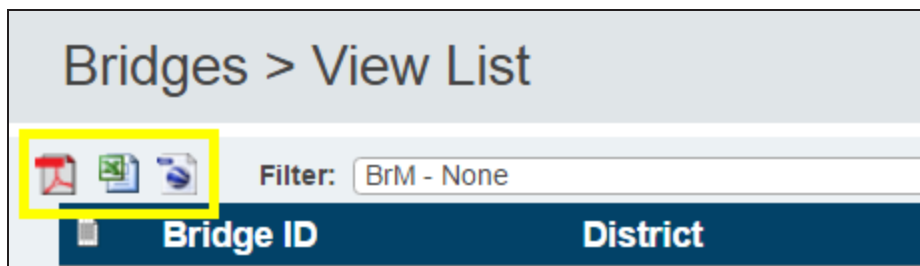 Bridges > View List
Filter: BrM - None
Bridge ID District